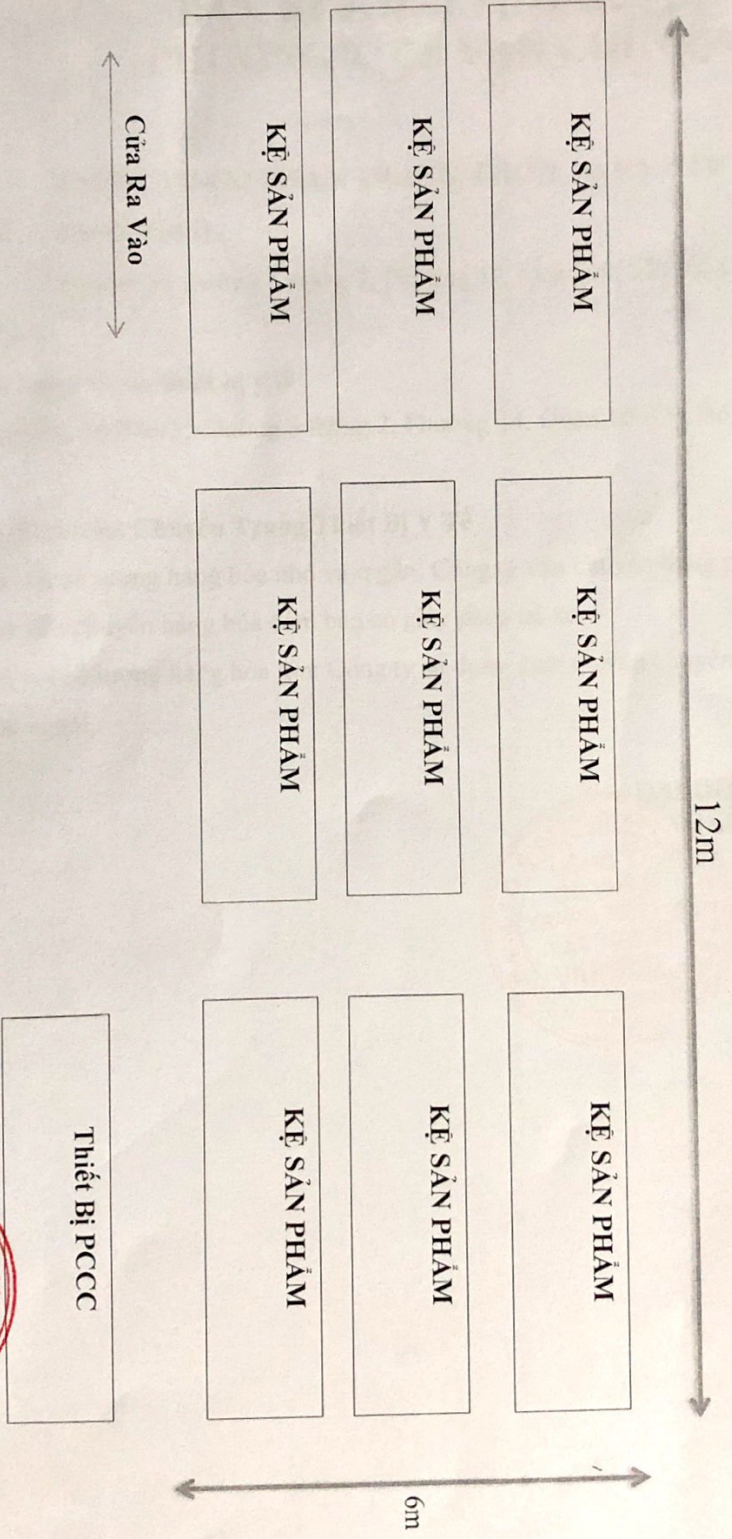 12m
KỆ SẢN PHẨM
KỆ SẢN PHẨM
KỆ SẢN PHẨM
KỆ SẢN PHẨM
KỆ SẢN PHẨM
KỆ SẢN PHẨM
6m
KỆ SẢN PHẨM
KỆ SẢN PHẨM
KỆ SẢN PHẨM
Cửa Ra Vào
Thiết Bị PCCC